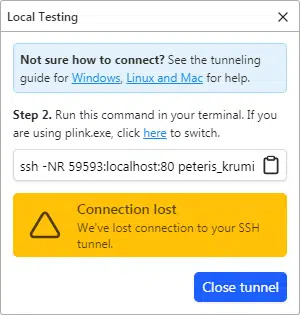 Local Testing
Not sure how to connect? See the tunneling
guide for Windows, Linux and Mac for help.
Step 2. Run this command in your terminal. If you
are using plink.exe, click here to switch.
ssh -NR 59593:localhost:80 peteris_krumi
Connection lost
We've lost connection to your SSH
tunnel.
Close tunnel